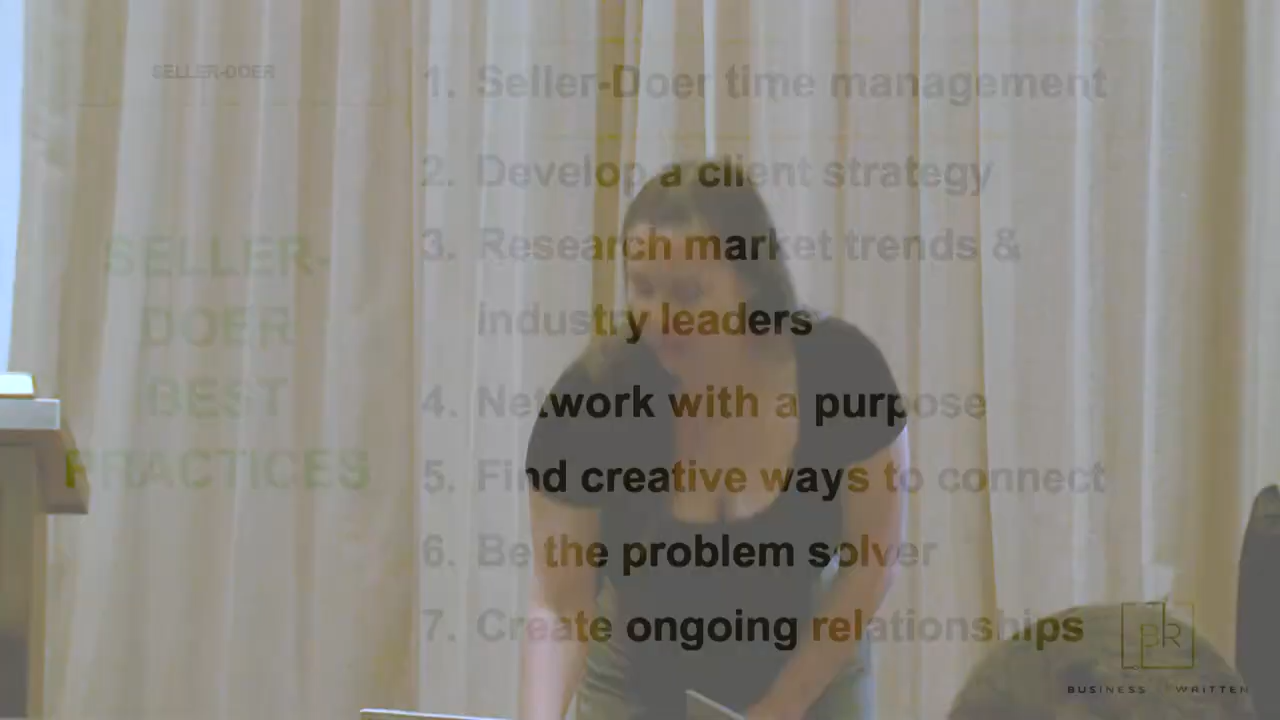 SELLER-DOER
SELLER-
DOER
BEST
PRACTICES
1. Seller-Doer time management
2. Develop a client strategy
3. Research market trends &
industry leaders
4. Network with a purpose
5. Find creative ways to connect
6. Be the problem solver
7. Create ongoing relationships
BR
BUSINESS WRITTEN